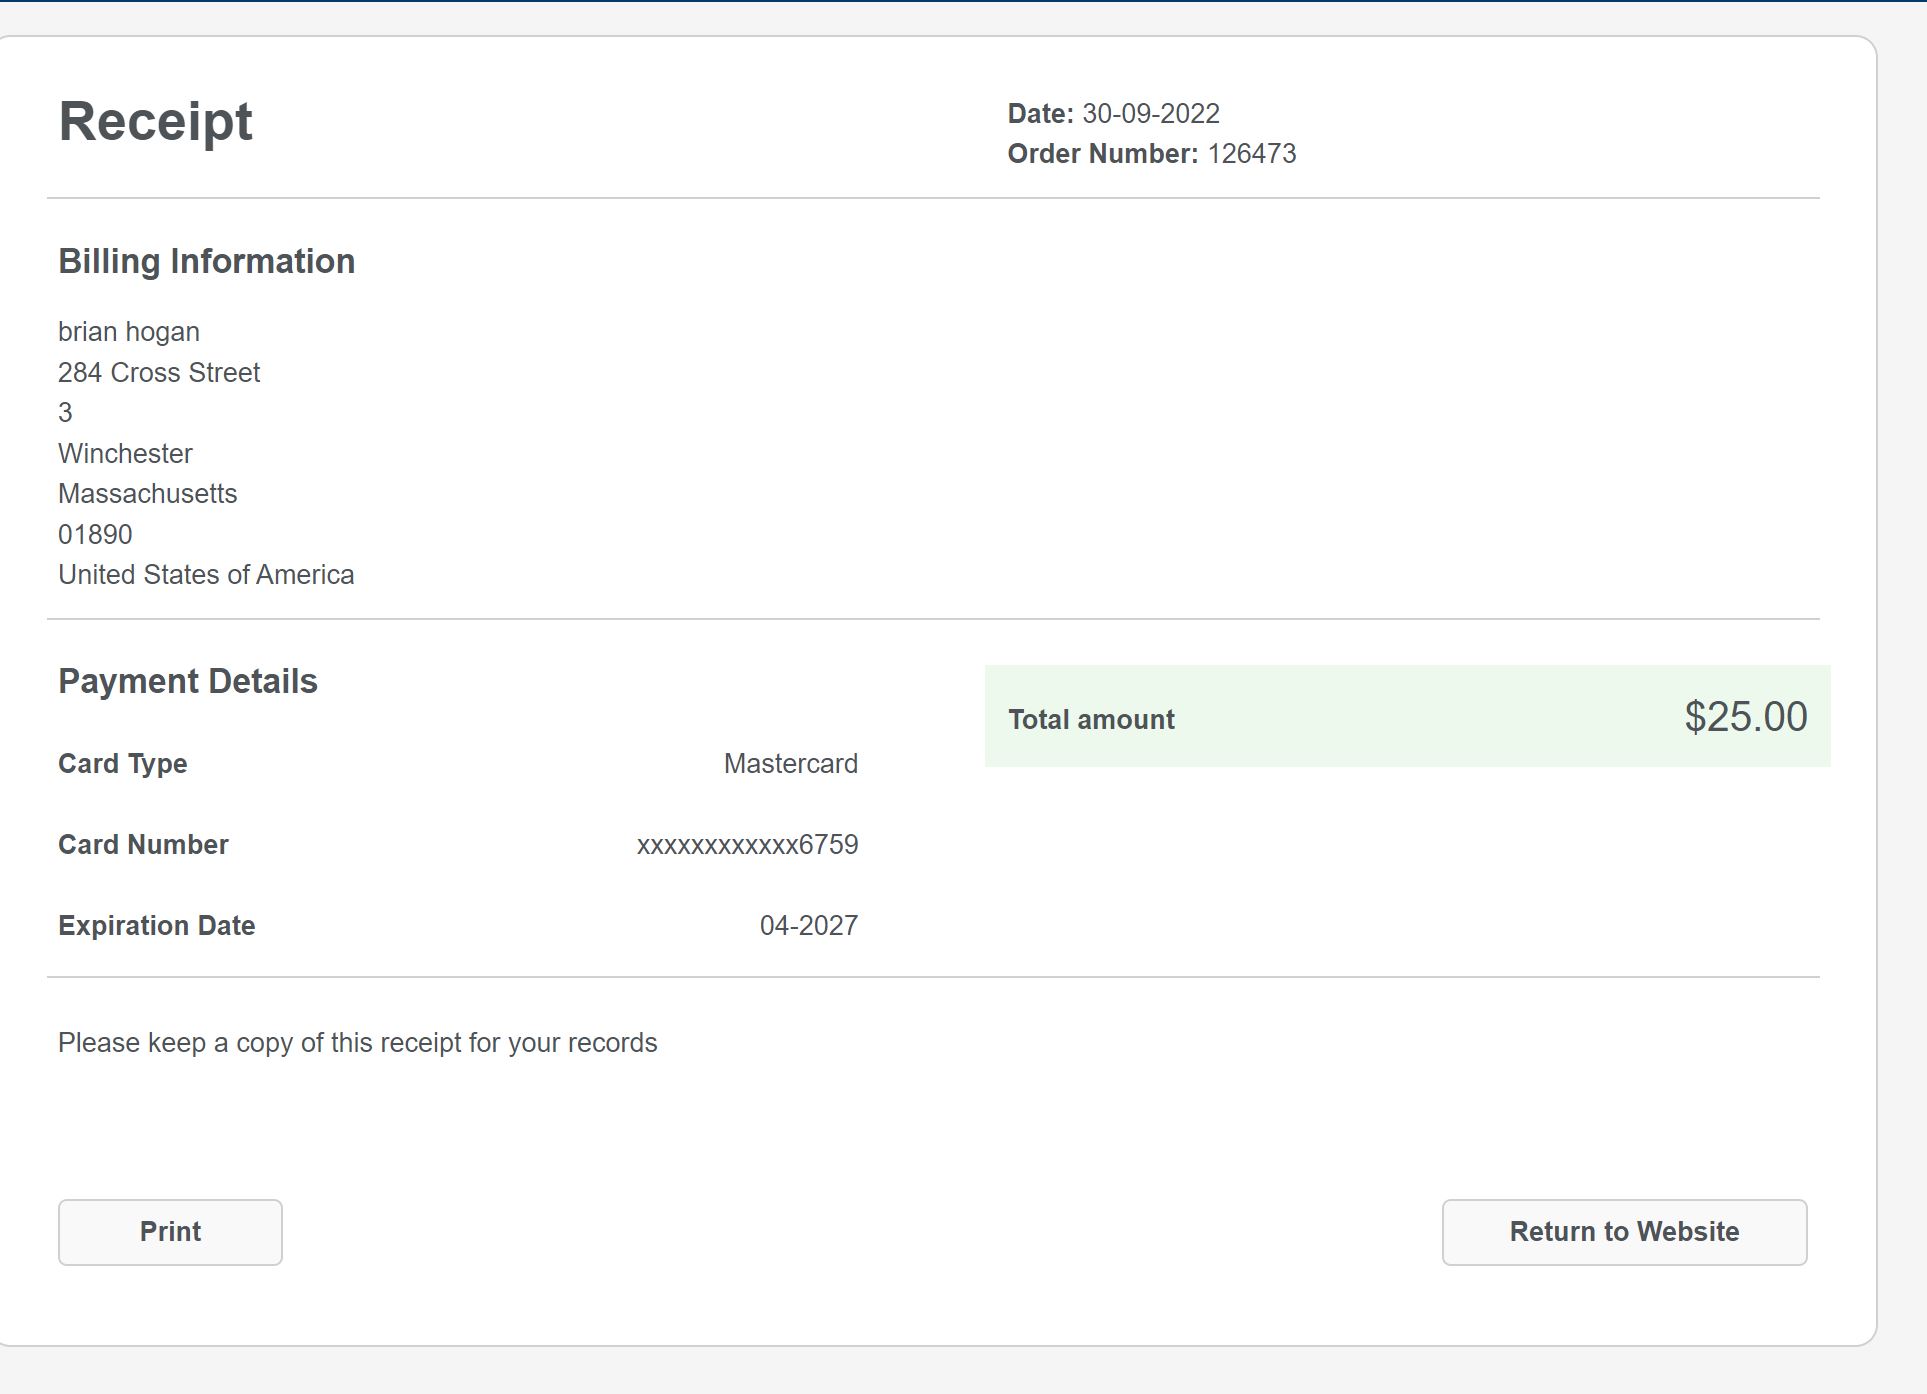 Receipt
Date: 30-09-2022
Order Number: 126473
Billing Information
brian hogan
284 Cross Street
3
Winchester
Massachusetts
01890
United States of America
Payment Details
Total amount $25.00
Card Type Mastercard
Card Number xxxxxxxxxxxx6759
Expiration Date 04-2027
Please keep a copy of this receipt for your records
Print Return to Website